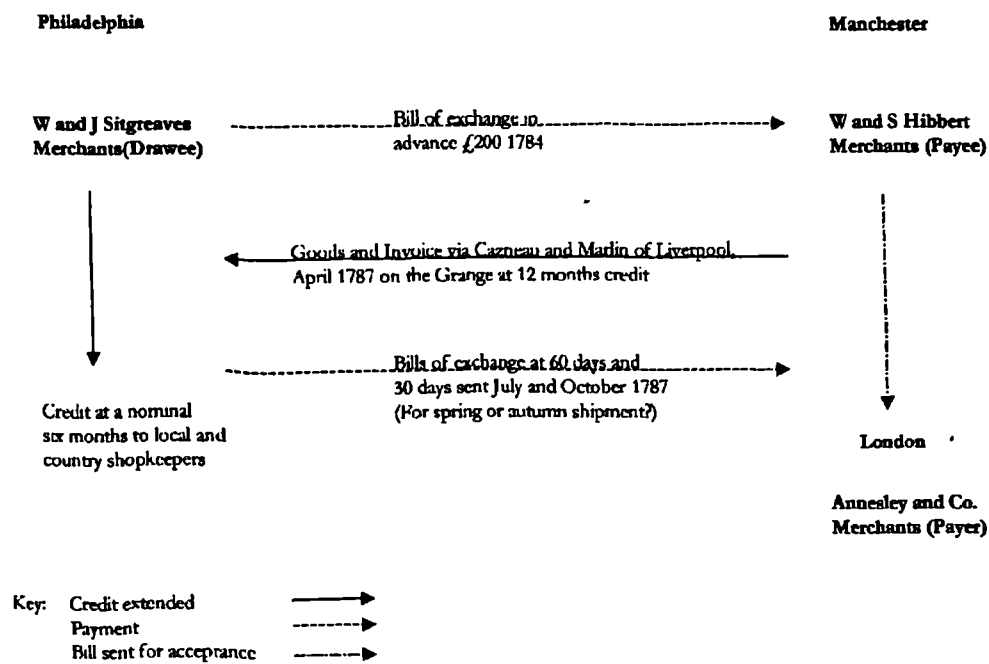 Philadelphia
Manchester
W and J Sitgreaves
Merchants(Drawee)
Bill of exchange in
advance £200 1784
W and S Hibbert
Merchants (Payee)
Goods and Invoice via Cazneau and Martin of Liverpool,
April 1787 on the Grange at 12 months credit
Bills of exchange at 60 days and
30 days sent July and October 1787
(For spring or autumn shipment?)
Credit at a nominal
six months to local and
country shopkeepers
London
Annesley and Co.
Merchants (Payer)
Key: Credit extended
Payment
Bill sent for acceptance